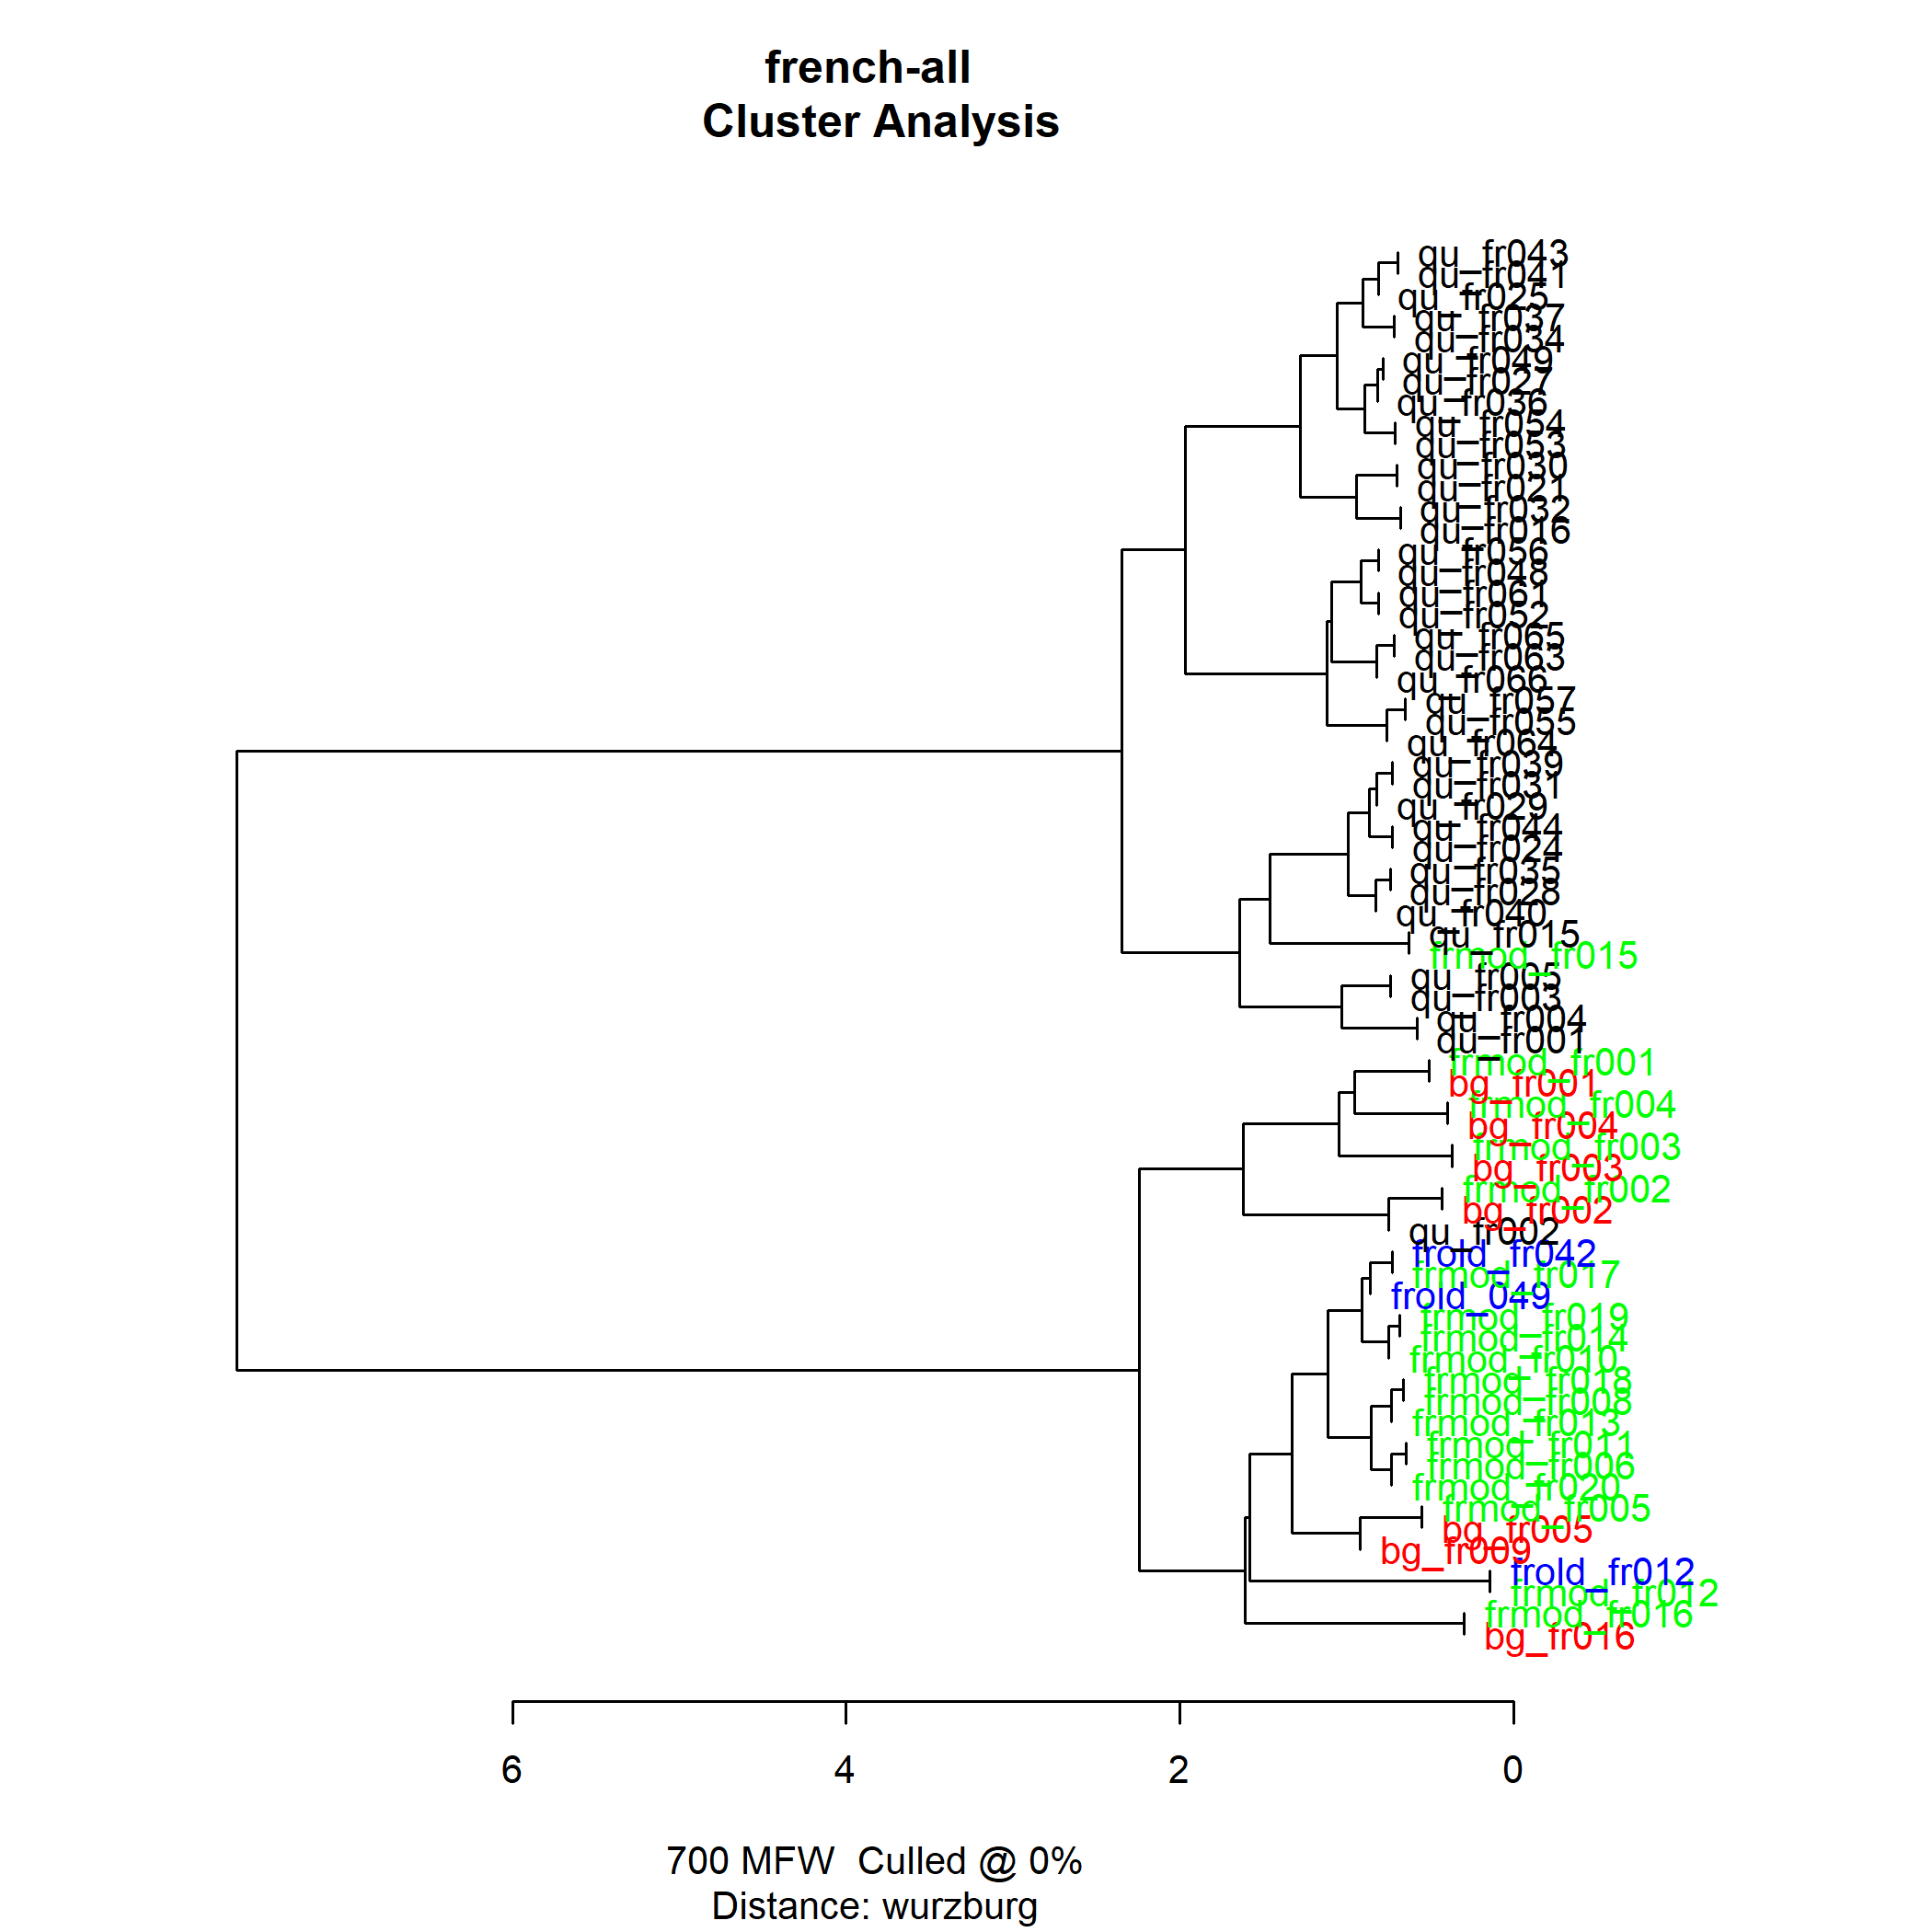 french-all
Cluster Analysis
qu_fr043
qu_fr041
qu_fr025
qu_fr037
qu_fr034
qu_fr049
qu_fr027
qu_fr036
qu_fr054
qu_fr053
qu_fr030
qu_fr021
qu_fr032
qu_fr016
qu_fr056
qu_fr048
qu_fr061
qu_fr052
qu_fr065
qu_fr063
qu_fr066
qu_fr057
qu_fr055
qu_fr064
qu_fr039
qu_fr031
qu_fr029
qu_fr044
qu_fr024
qu_fr035
qu_fr028
qu_fr040
qu_fr015
frmod_fr015
qu_fr005
qu_fr003
qu_fr004
qu_fr001
frmod_fr001
bg_fr001
frmod_fr004
bg_fr004
frmod_fr003
bg_fr003
frmod_fr002
bg_fr002
qu_fr002
frold_fr042
frmod_fr017
frold_049
frmod_fr019
frmod_fr014
frmod_fr010
frmod_fr018
frmod_fr008
frmod_fr013
frmod_fr011
frmod_fr006
frmod_fr020
frmod_fr005
bg_fr005
bg_fr009
frold_fr012
frmod_fr012
frmod_fr016
bg_fr016
6 4 2 0
700 MFW  Culled @ 0%
Distance: wurzburg